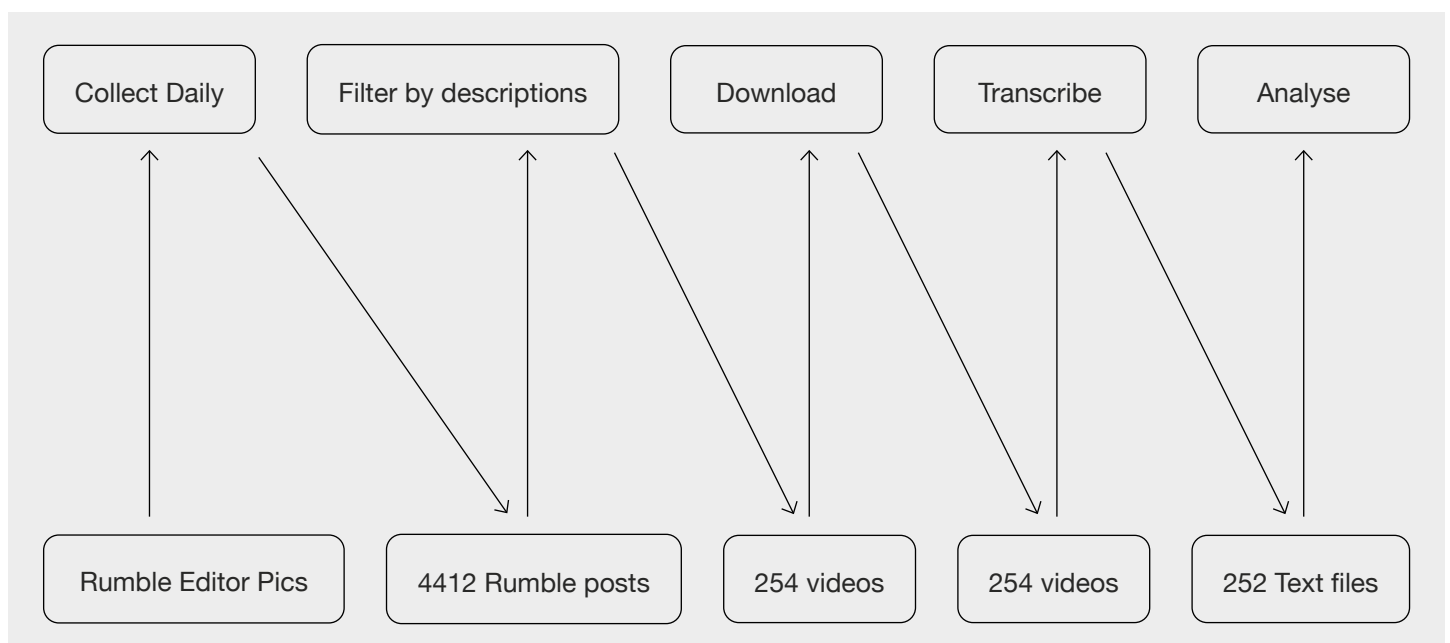 Collect Daily
Filter by descriptions
Download
Transcribe
Analyse
Rumble Editor Pics
4412 Rumble posts
254 videos
254 videos
252 Text files